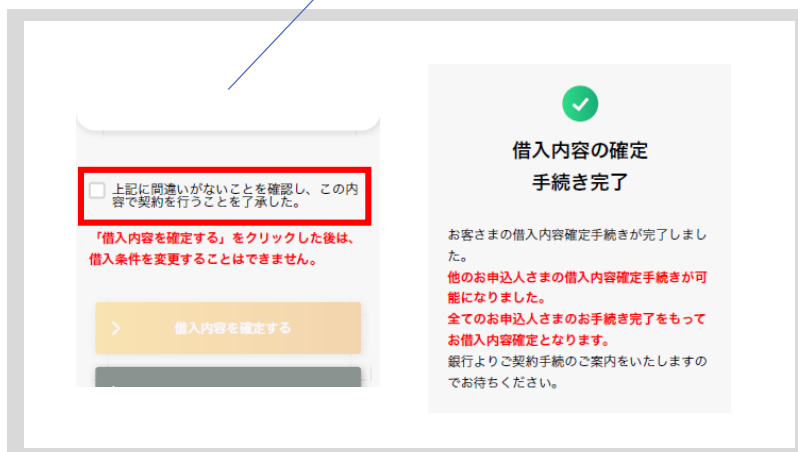 上記に間違いがないことを確認し、この内
容で契約を行うことを了承した。
「借入内容を確定する」をクリックした後は、
借入条件を変更することはできません。
借入内容を確定する
借入内容の確定
手続き完了
お客さまの借入内容確定手続きが完了しまし
た。
他のお申込人さまの借入内容確定手続きが可
能になりました。
全てのお申込人さまのお手続き完了をもって
お借入内容確定となります。
銀行よりご契約手続のご案内をいたしますの
でお待ちください。